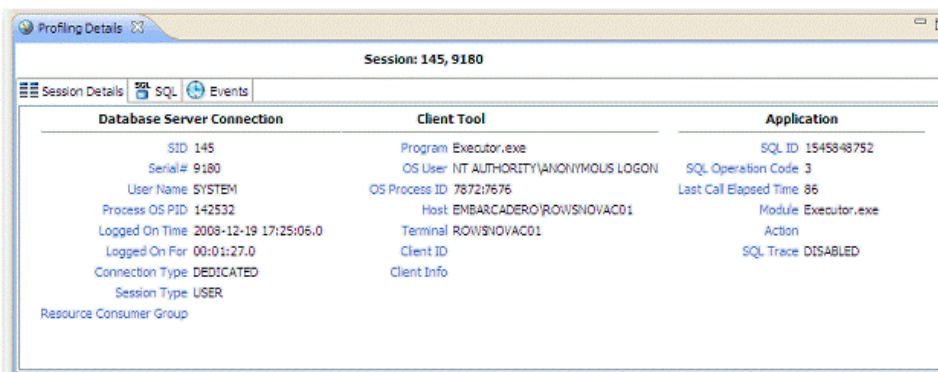 Profiling Details
Session: 145, 9180
Session Details SQL Events
Database Server Connection Client Tool Application
SID 145 Program Executor.exe SQL ID 1545848752
Serial# 9180 OS User NT AUTHORITY\ANONYMOUS LOGON SQL Operation Code 3
User Name SYSTEM OS Process ID 7872:7676 Last Call Elapsed Time 86
Process OS PID 142532 Host EMBARCADERO\ROWSNOVAC01 Module Executor.exe
Logged On Time 2008-12-19 17:25:06.0 Terminal ROWSNOVAC01 Action
Logged On For 00:01:27.0 Client ID SQL Trace DISABLED
Connection Type DEDICATED Client Info
Session Type USER
Resource Consumer Group